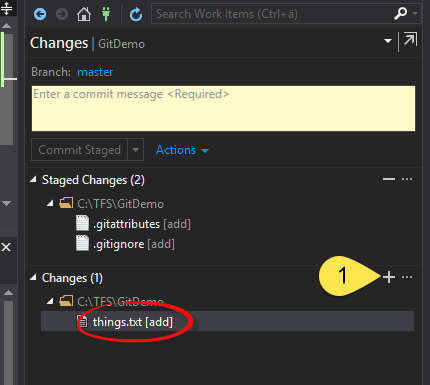 Search Work Items (Ctrl+ä)
Changes | GitDemo
Branch: master
Enter a commit message <Required>
Commit Staged Actions
Staged Changes (2)
C:\TFS\GitDemo
.gitattributes [add]
.gitignore [add]
Changes (1)
1
C:\TFS\GitDemo
things.txt [add]